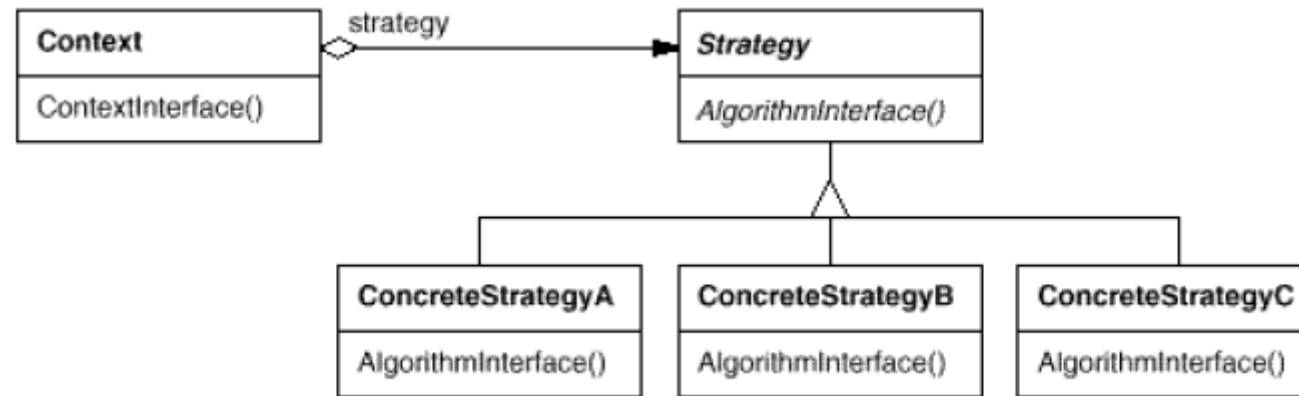 Context
ContextInterface()
strategy
Strategy
AlgorithmInterface()
ConcreteStrategyA
AlgorithmInterface()
ConcreteStrategyB
AlgorithmInterface()
ConcreteStrategyC
AlgorithmInterface()